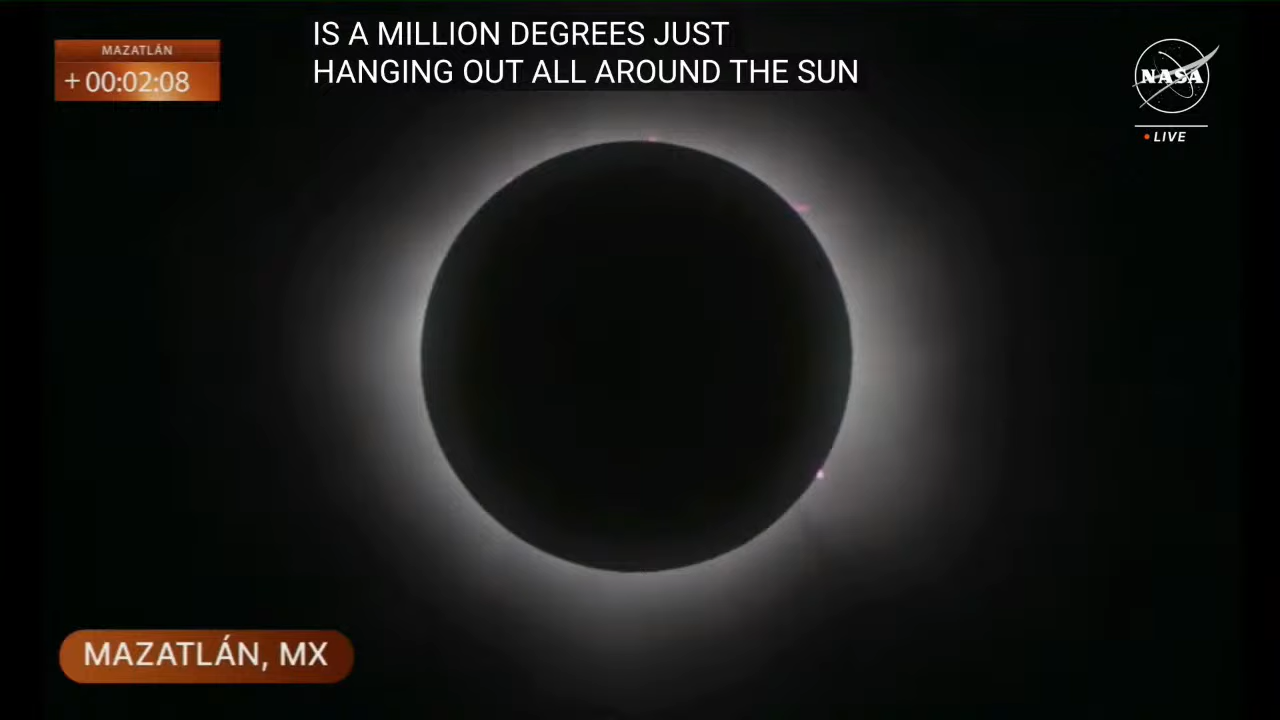 IS A MILLION DEGREES JUST
HANGING OUT ALL AROUND THE SUN
MAZATLÁN
+ 00:02:08
NASA
LIVE
MAZATLÁN, MX